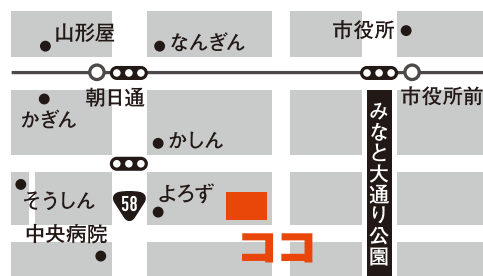 山形屋
なんぎん
市役所
朝日通
市役所前
かぎん
かしん
みなと大通り公園
そうしん
58
よろず
中央病院
ココ